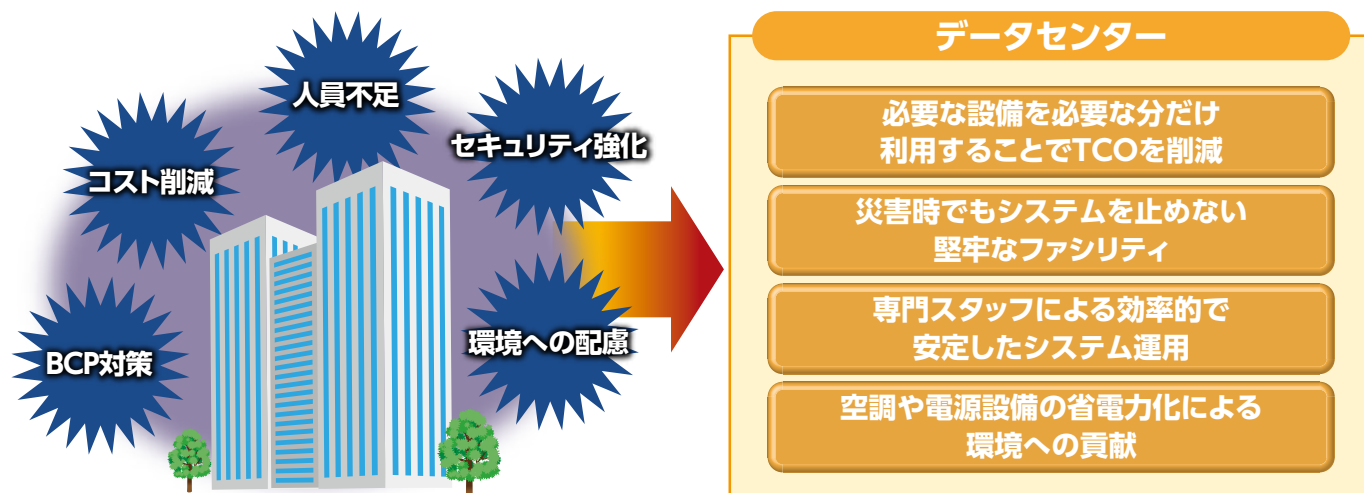 人員不足
セキュリティ強化
コスト削減
環境への配慮
BCP対策
データセンター
必要な設備を必要な分だけ
利用することでTCOを削減
災害時でもシステムを止めない
堅牢なファシリティ
専門スタッフによる効率的で
安定したシステム運用
空調や電源設備の省電力化による
環境への貢献